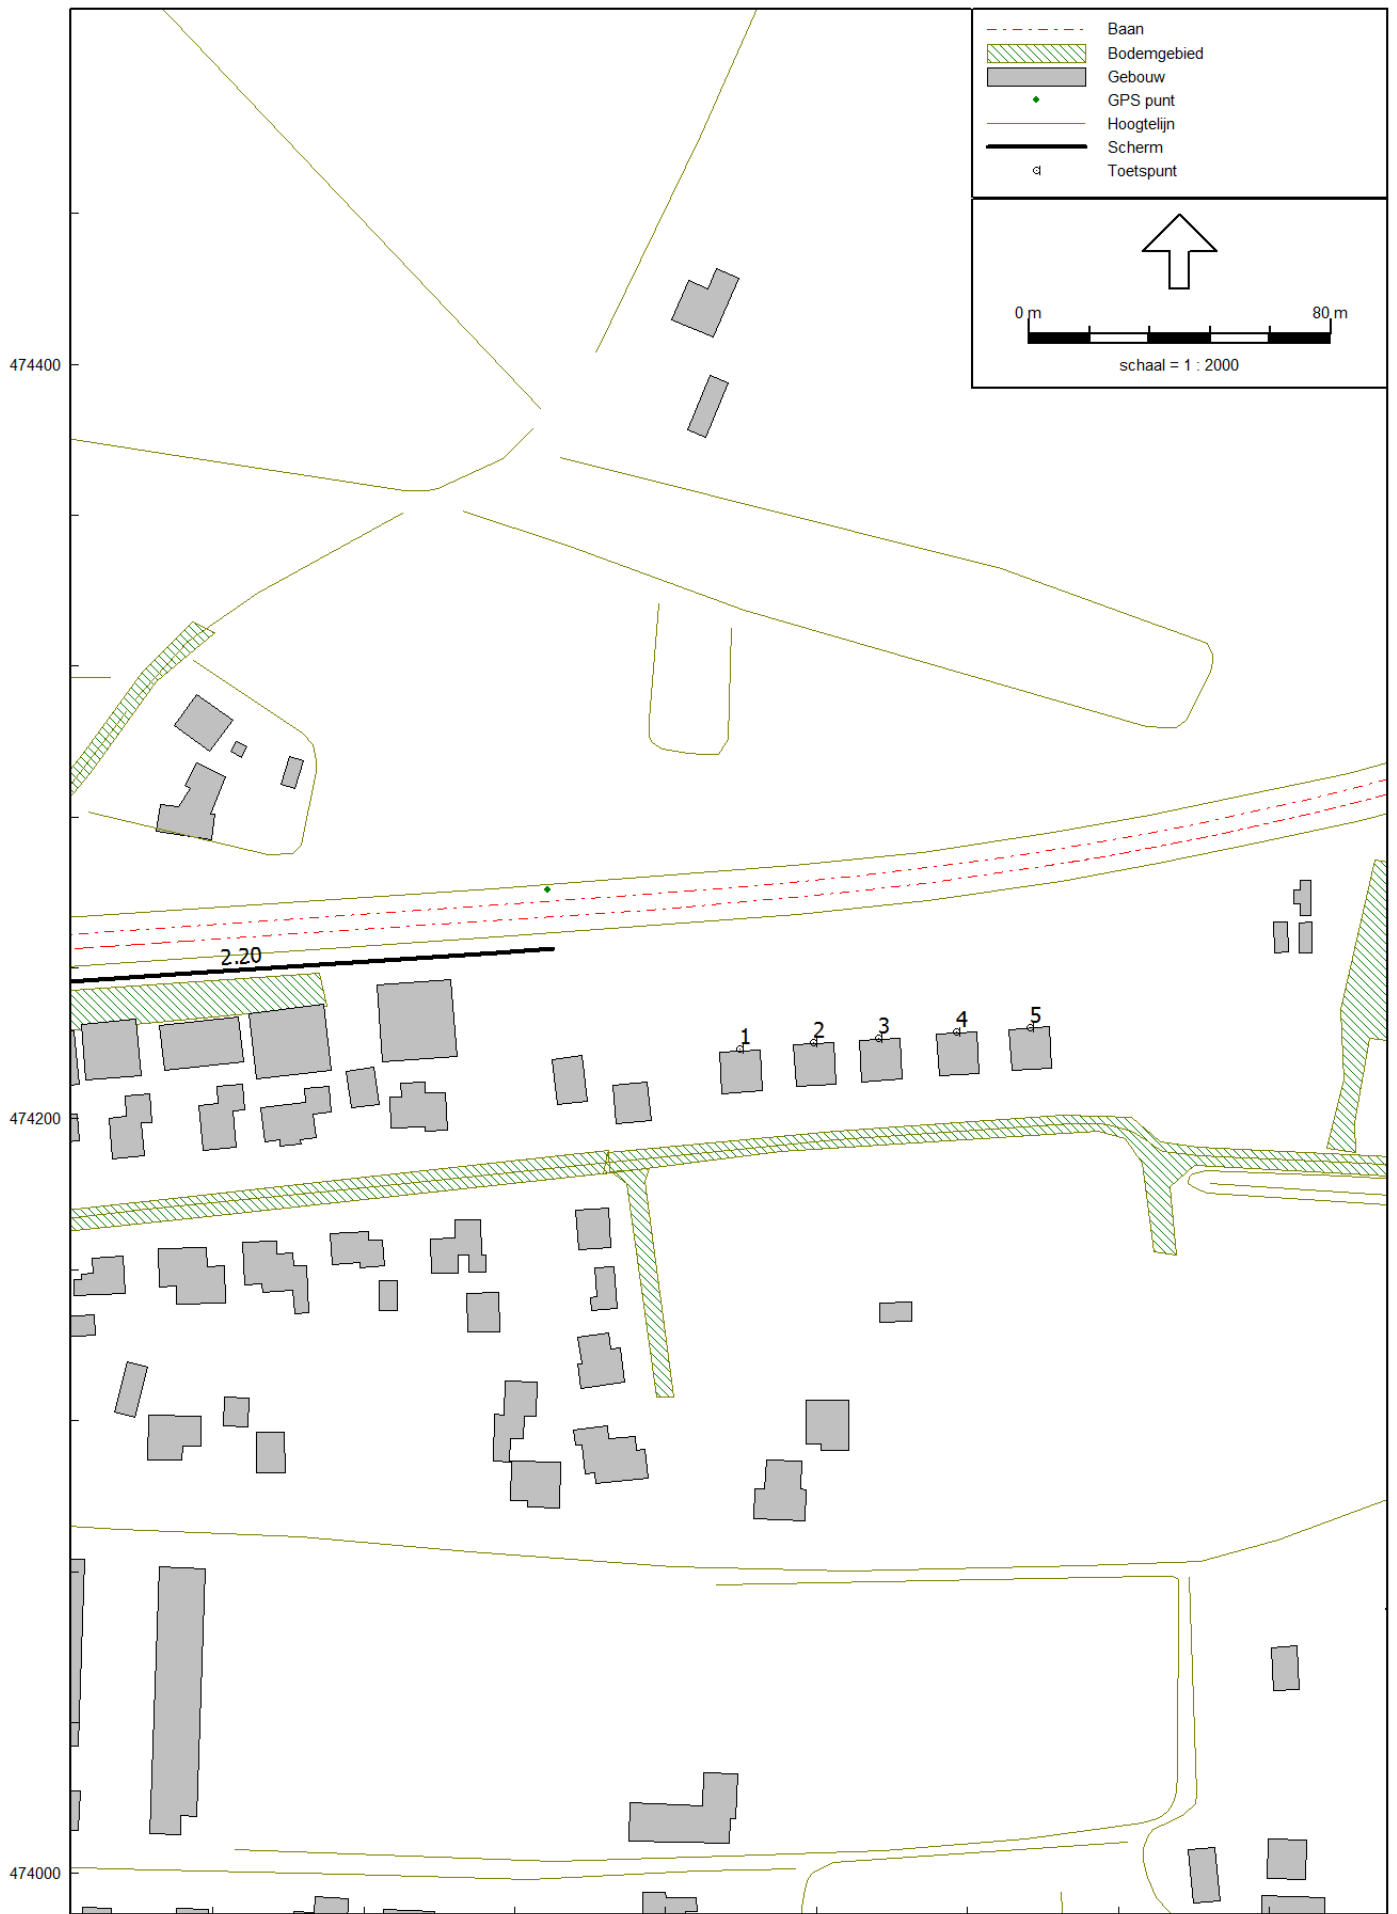 Baan
Bodemgebied
Gebouw
GPS punt
Hoogtelijn
Scherm
Toetspunt
0 m 80 m
schaal = 1 : 2000
474400
2.20
1 2 3 4 5
474200
474000